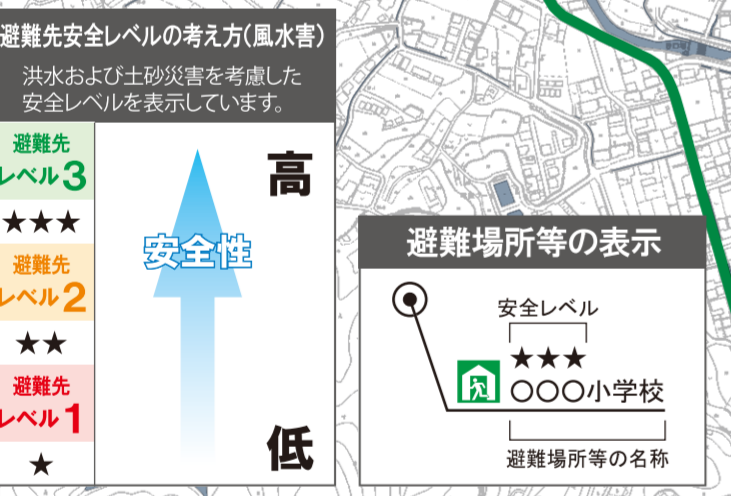 避難先安全レベルの考え方(風水害)
洪水および土砂災害を考慮した
安全レベルを表示しています。
避難先
レベル3
★★★
避難先
レベル2
★★
避難先
レベル1
★
高
安全性
低
避難場所等の表示
安全レベル
★★★
〇〇〇小学校
避難場所等の名称